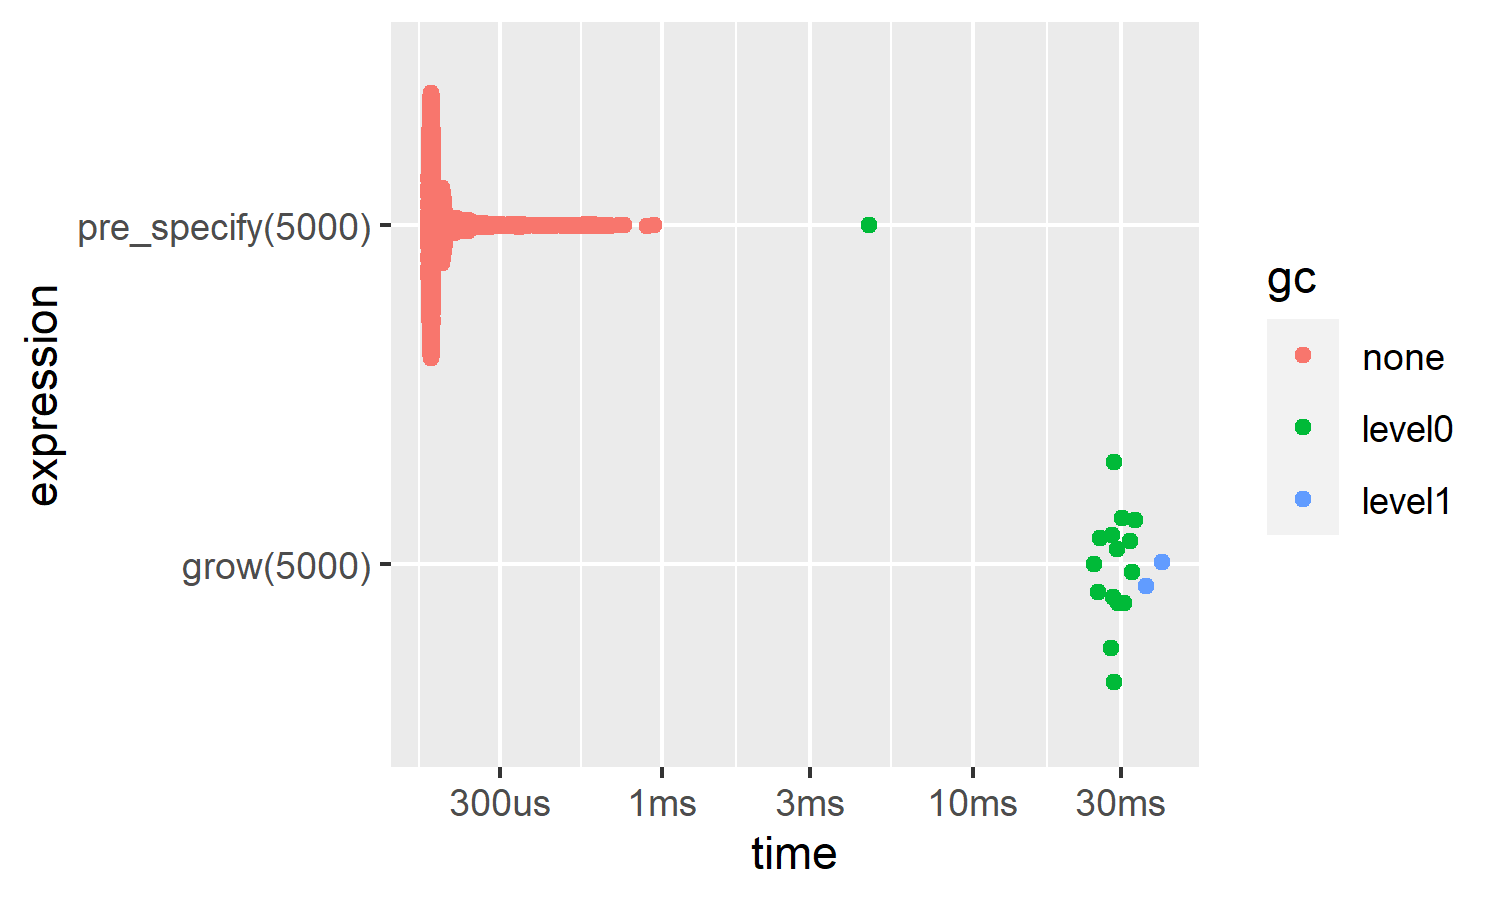 expression
pre_specify(5000)
grow(5000)
300us
1ms
3ms
10ms
30ms
time
gc
none
level0
level1